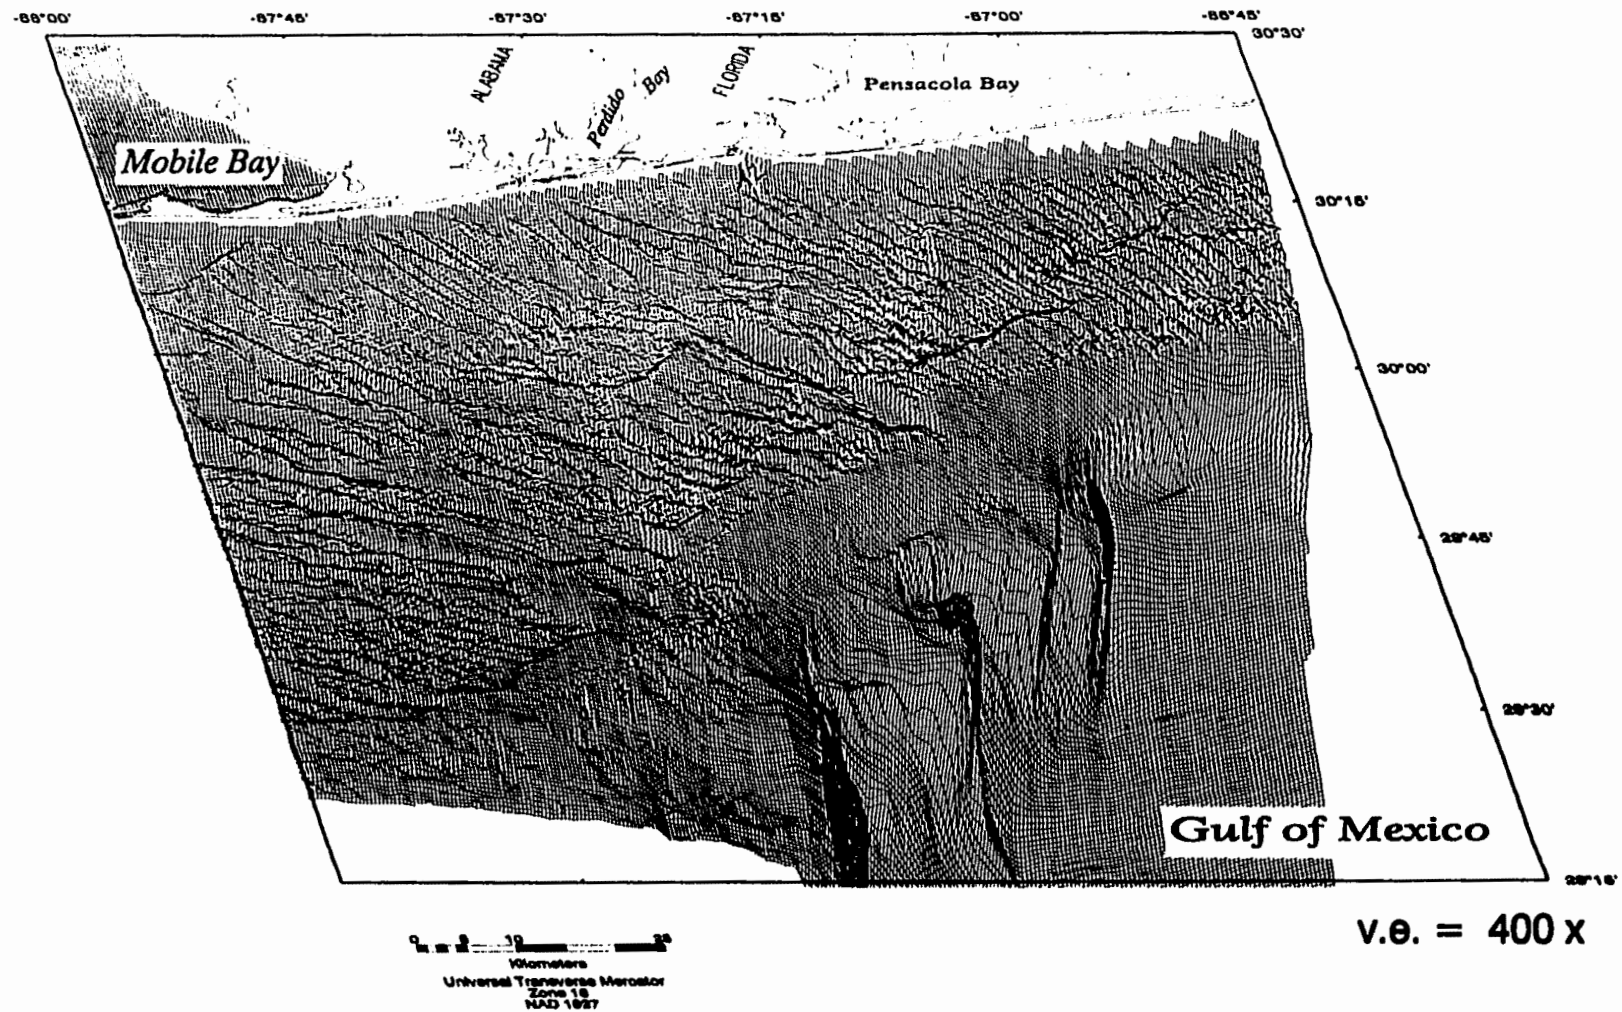 -88°00'
-87°45'
-87°30'
-87°15'
-87°00'
-86°45'
30°30'
ALABAMA
Perdido Bay
FLORIDA
Pensacola Bay
Mobile Bay
30°15'
30°00'
29°45'
29°30'
Gulf of Mexico
29°15'
v.e. = 400 x
0 5 10 25
Kilometers
Universal Transverse Mercator
Zone 16
NAD 1927